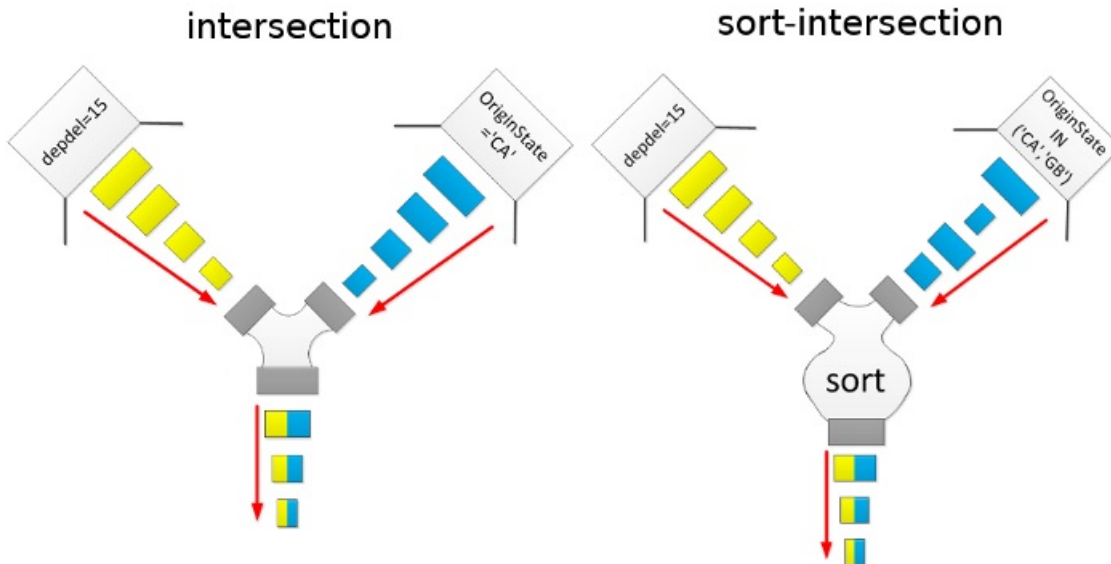 intersection
sort-intersection
depdel=15
OriginState
='CA'
depdel=15
OriginState
IN
('CA','GB')
sort